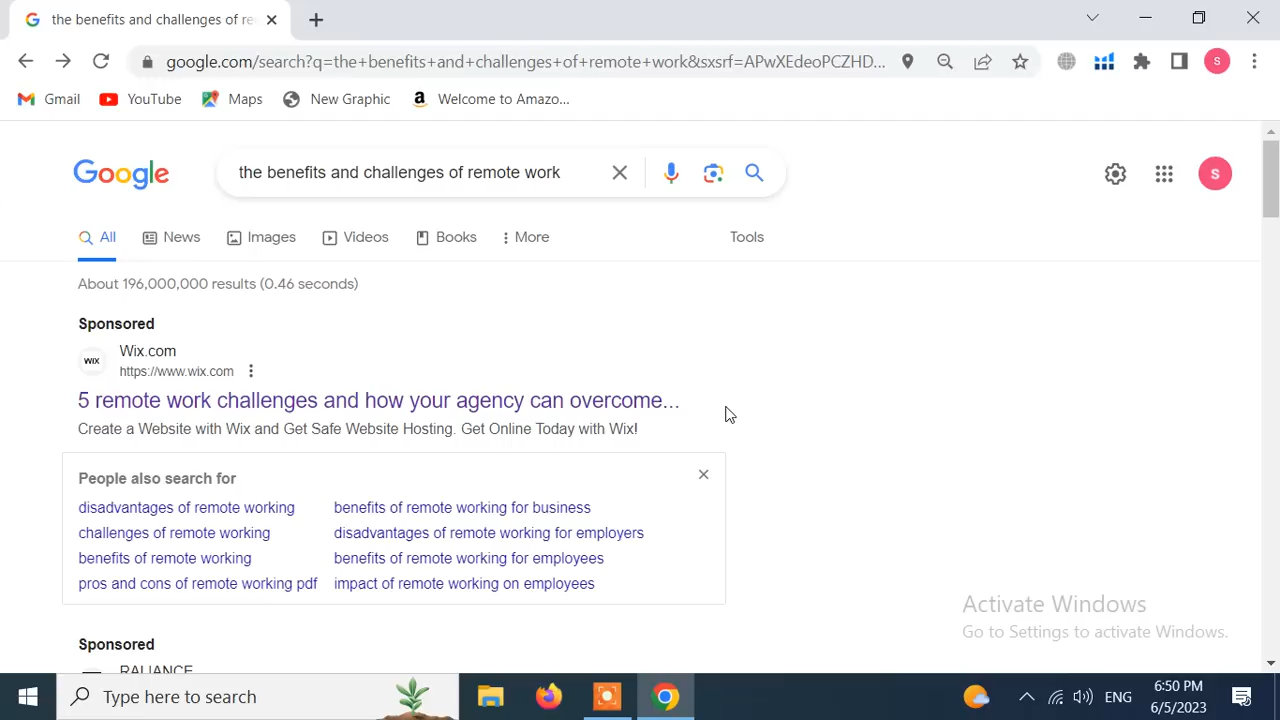 the benefits and challenges of re
google.com/search?q=the+benefits+and+challenges+of+remote+work&sxsrf=APwXEdeoPCZHD...
S
Gmail YouTube Maps New Graphic Welcome to Amazo...
Google the benefits and challenges of remote work S
All News Images Videos Books More Tools
About 196,000,000 results (0.46 seconds)
Sponsored
WIX Wix.com
https://www.wix.com
5 remote work challenges and how your agency can overcome...
Create a Website with Wix and Get Safe Website Hosting. Get Online Today with Wix!
People also search for
disadvantages of remote working benefits of remote working for business
challenges of remote working disadvantages of remote working for employers
benefits of remote working benefits of remote working for employees
pros and cons of remote working pdf impact of remote working on employees
Activate Windows
Go to Settings to activate Windows.
Sponsored
RALIANCE
Type here to search ENG 6:50 PM
6/5/2023